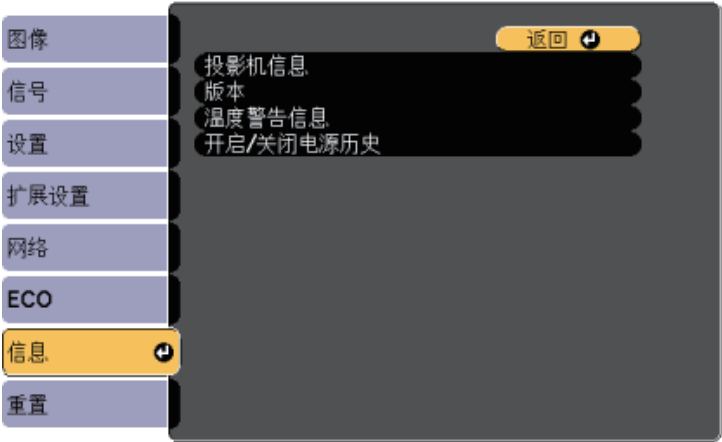 图像
信号
设置
扩展设置
网络
ECO
信息
重置
返回
投影机信息
版本
温度警告信息
开启/关闭电源历史